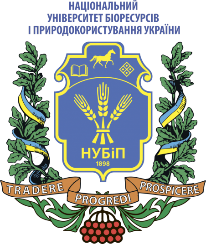 НАЦІОНАЛЬНИЙ
УНІВЕРСИТЕТ БІОРЕСУРСІВ
І ПРИРОДОКОРИСТУВАННЯ УКРАЇНИ
НУБіП
1898
TRADERE PROGREDI PROSPICERE